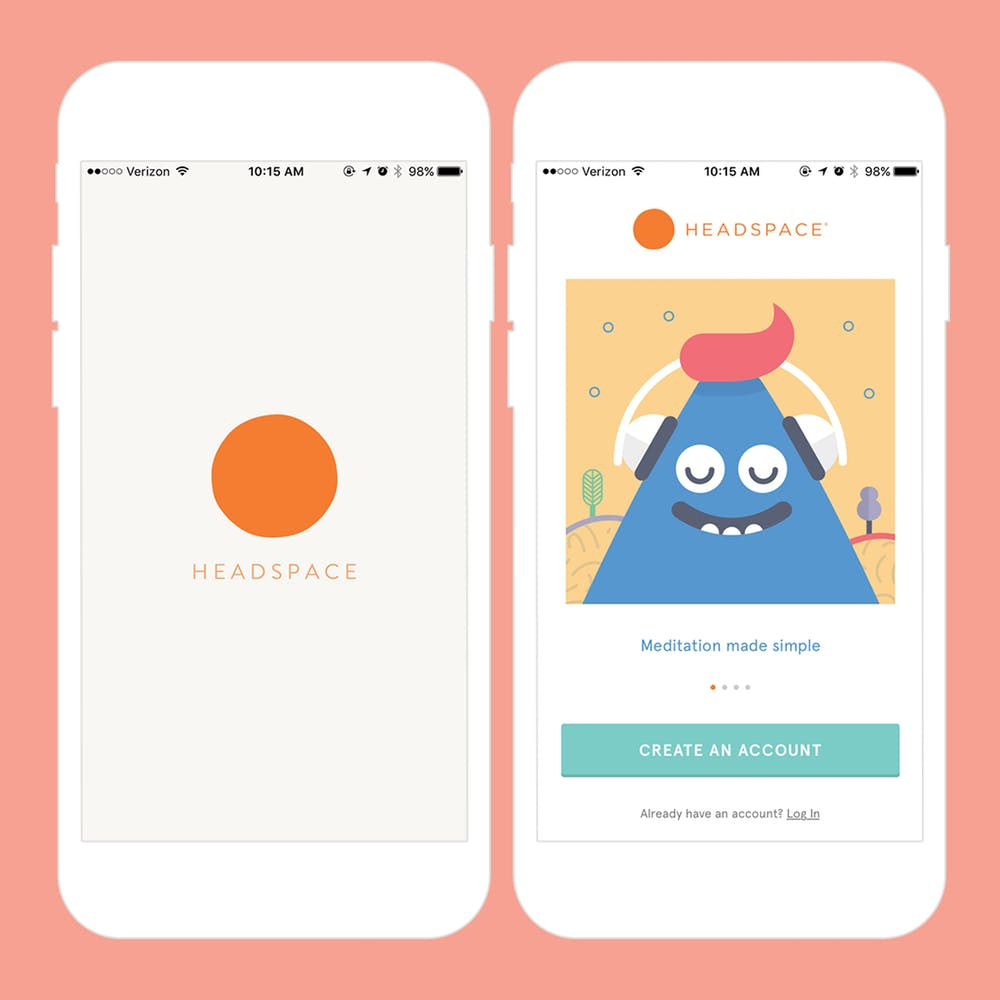 Verizon 10:15 AM 98%
HEADSPACE
Verizon 10:15 AM 98%
HEADSPACE
Meditation made simple
CREATE AN ACCOUNT
Already have an account? Log In